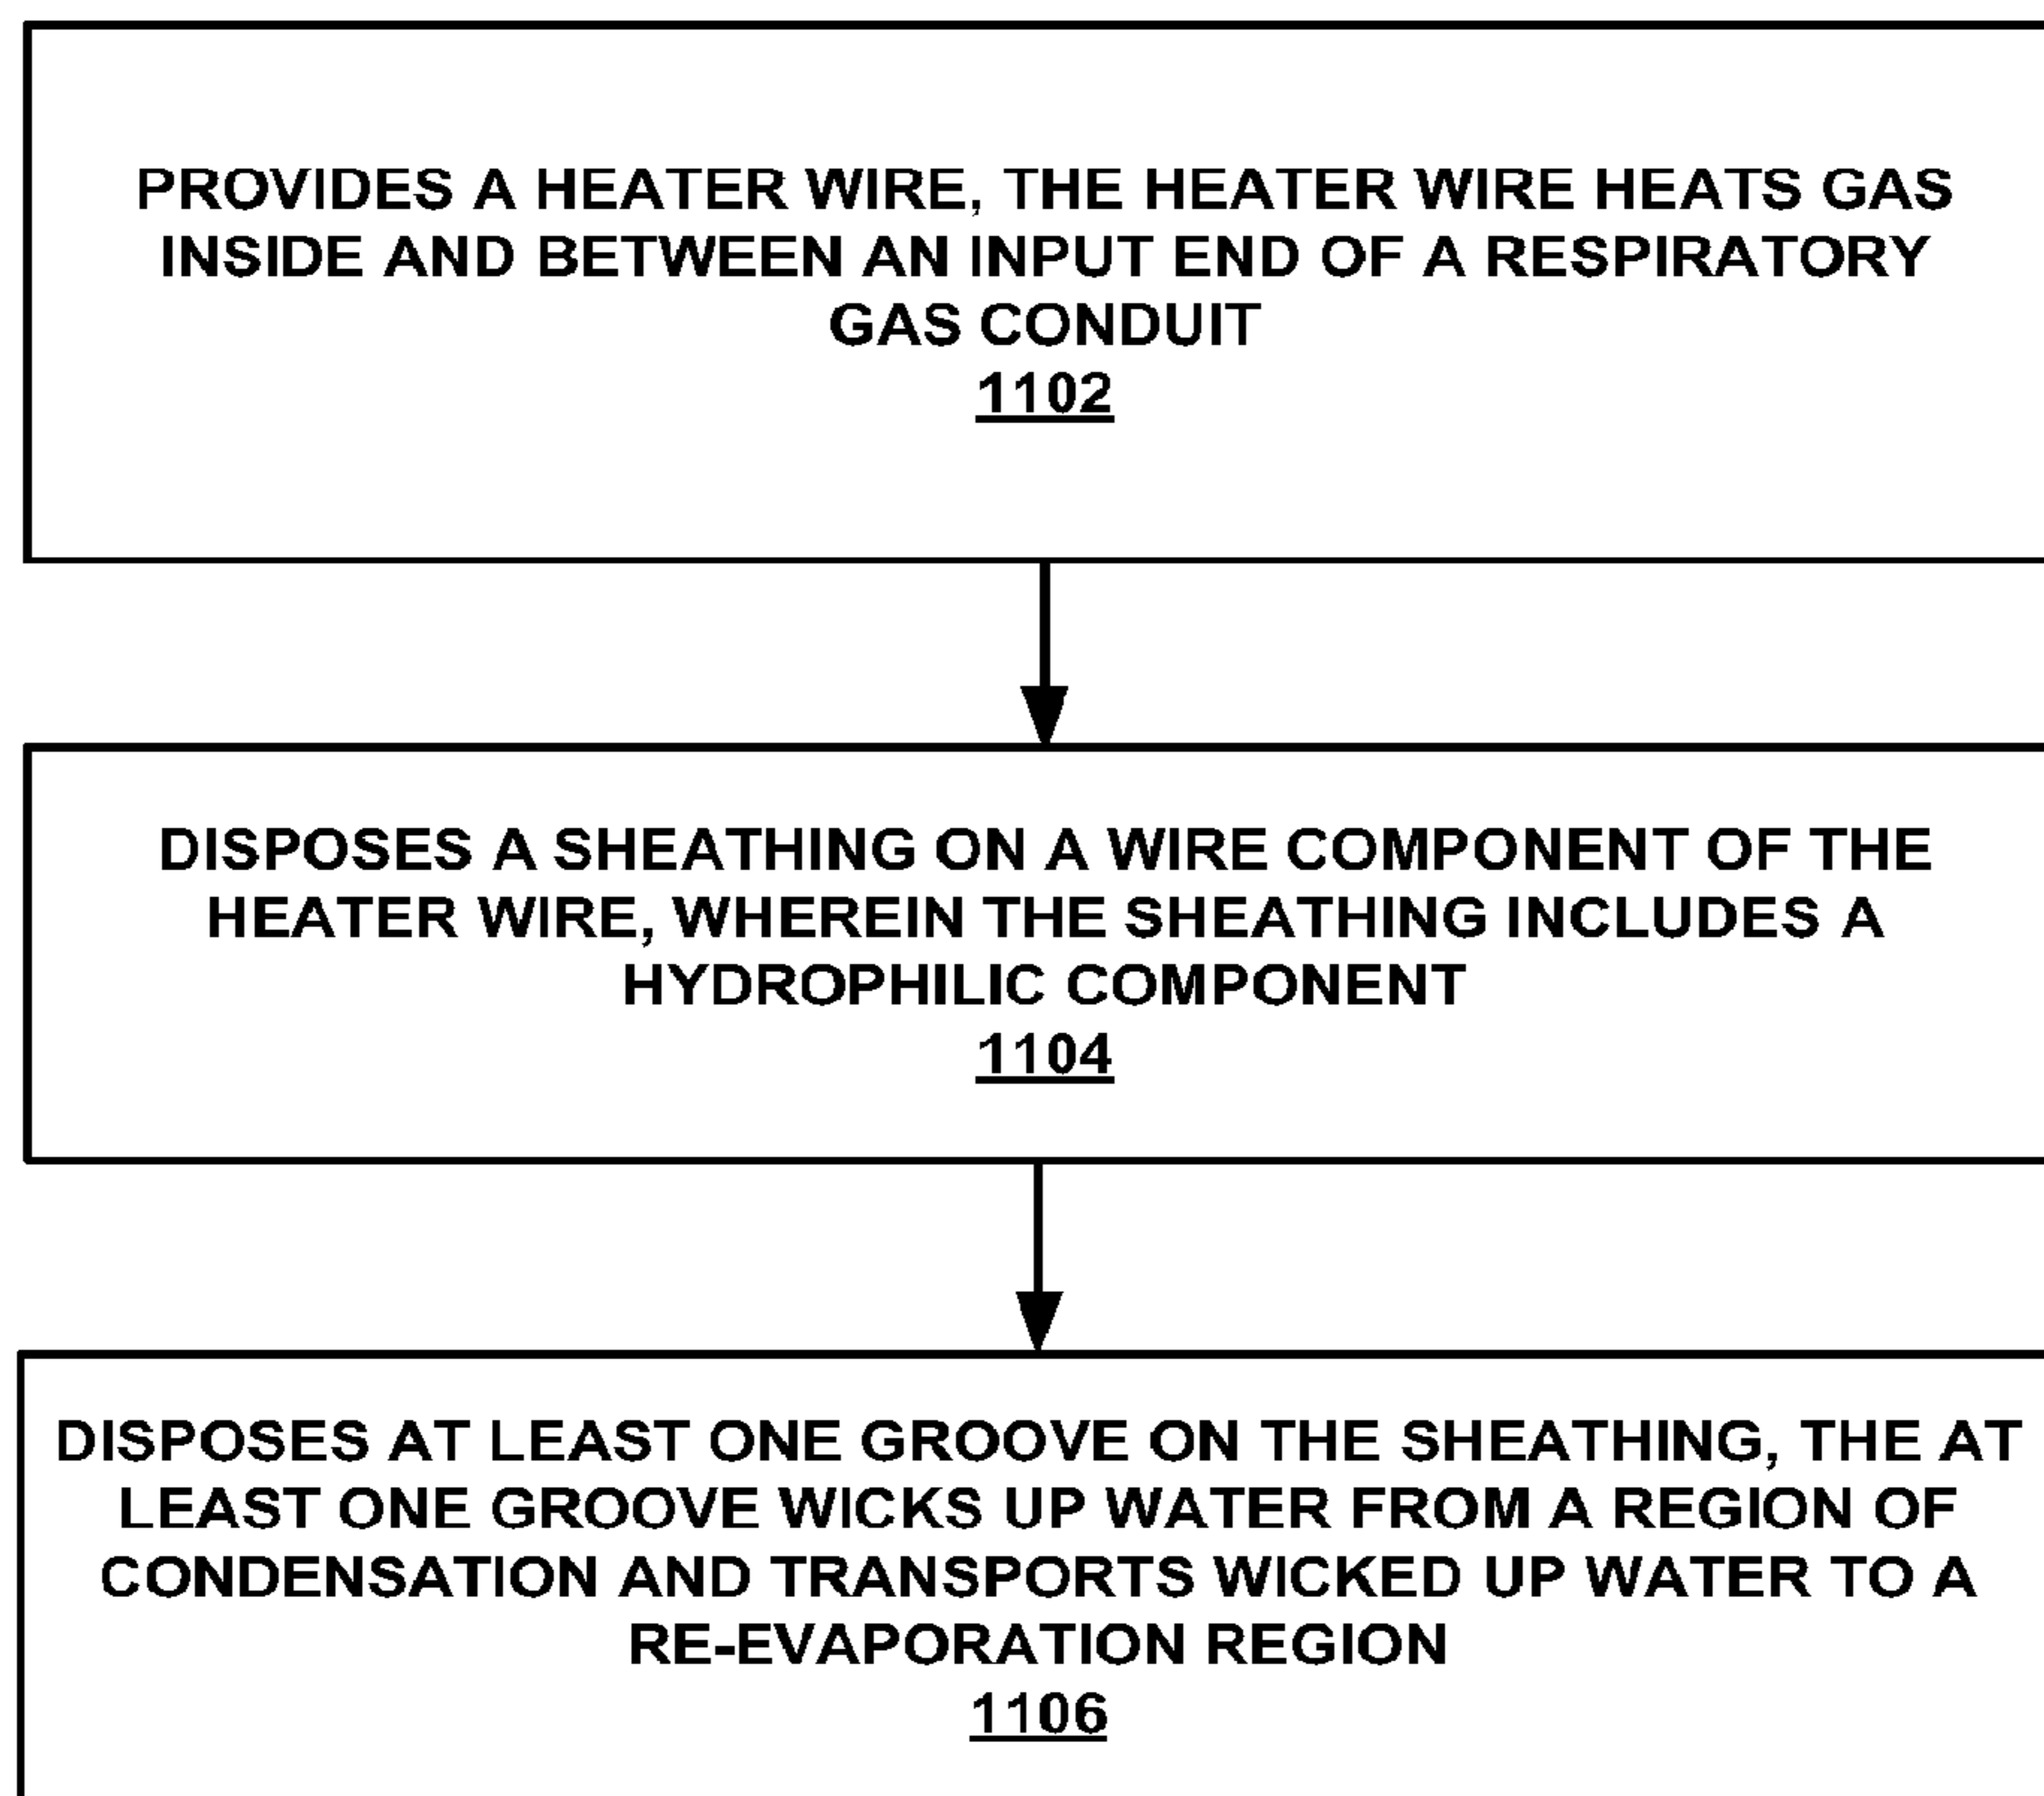 PROVIDES A HEATER WIRE, THE HEATER WIRE HEATS GAS
INSIDE AND BETWEEN AN INPUT END OF A RESPIRATORY
GAS CONDUIT
1102
DISPOSES A SHEATHING ON A WIRE COMPONENT OF THE
HEATER WIRE, WHEREIN THE SHEATHING INCLUDES A
HYDROPHILIC COMPONENT
1104
DISPOSES AT LEAST ONE GROOVE ON THE SHEATHING, THE AT
LEAST ONE GROOVE WICKS UP WATER FROM A REGION OF
CONDENSATION AND TRANSPORTS WICKED UP WATER TO A
RE-EVAPORATION REGION
1106